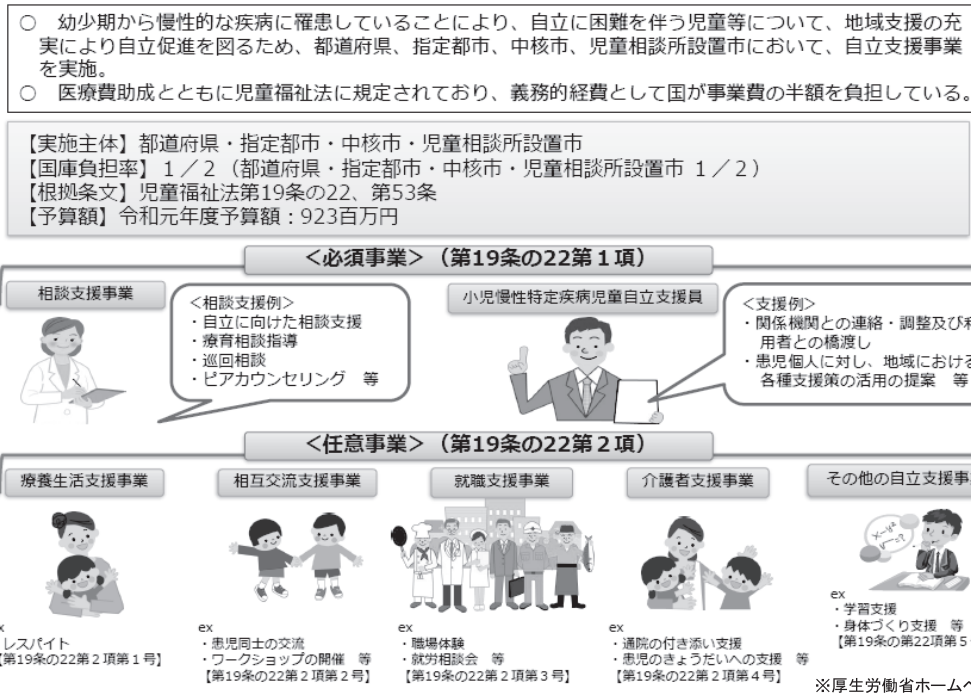 ○　幼少期から慢性的な疾病に罹患していることにより、自立に困難を伴う児童等について、地域支援の充
実により自立促進を図るため、都道府県、指定都市、中核市、児童相談所設置市において、自立支援事業
を実施。
○　医療費助成とともに児童福祉法に規定されており、義務的経費として国が事業費の半額を負担している。
【実施主体】都道府県・指定都市・中核市・児童相談所設置市
【国庫負担率】１／２（都道府県・指定都市・中核市・児童相談所設置市 １／２）
【根拠条文】児童福祉法第19条の22、第53条
【予算額】令和元年度予算額：923百万円
＜必須事業＞（第19条の22第１項）
相談支援事業
＜相談支援例＞
・自立に向けた相談支援
・療育相談指導
・巡回相談
・ピアカウンセリング　等
小児慢性特定疾病児童自立支援員
＜支援例＞
・関係機関との連絡・調整及び利
用者との橋渡し
・患児個人に対し、地域における
各種支援策の活用の提案　等
＜任意事業＞（第19条の22第２項）
療養生活支援事業
レスパイト
【第19条の22第２項第１号】
相互交流支援事業
ex
・患児同士の交流
・ワークショップの開催　等
【第19条の22第２項第２号】
就職支援事業
ex
・職場体験
・就労相談会　等
【第19条の22第２項第３号】
介護者支援事業
ex
・通院の付き添い支援
・患児のきょうだいへの支援　等
【第19条の22第２項第４号】
その他の自立支援事
ex
・学習支援
・身体づくり支援　等
【第19条の第22項第５
※厚生労働省ホーム